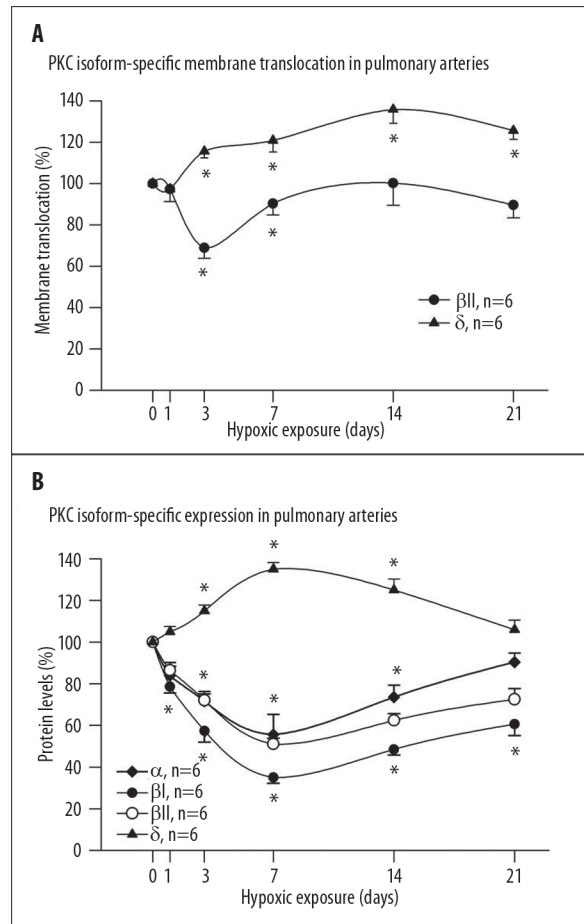 A
PKC isoform-specific membrane translocation in pulmonary arteries
140
120
100
80
60
40
20
0
Membrane translocation (%)
*
*
*
*
*
*
βII, n=6
δ, n=6
0 1 3 7 14 21
Hypoxic exposure (days)
B
PKC isoform-specific expression in pulmonary arteries
140
120
100
80
60
40
20
0
Protein levels (%)
*
*
*
*
*
*
*
*
*
*
*
α, n=6
βI, n=6
βII, n=6
δ, n=6
0 1 3 7 14 21
Hypoxic exposure (days)